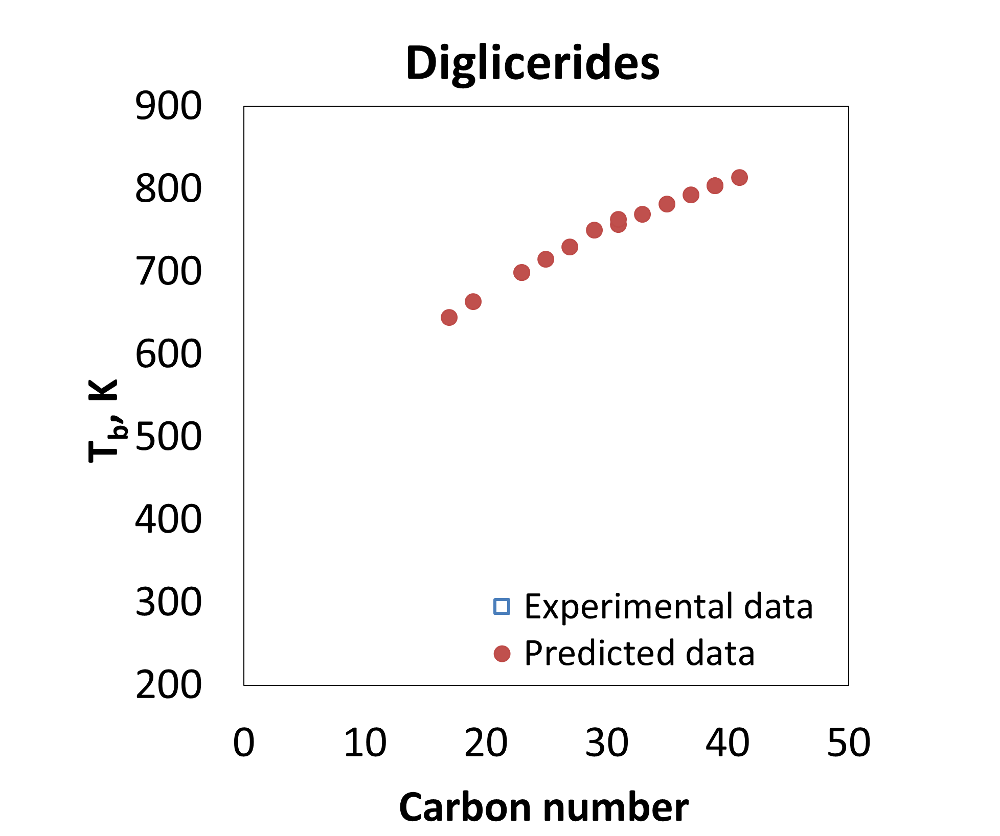 Diglicerides
900
800
700
600
500
400
300
200
Tb, K
Experimental data
Predicted data
0 10 20 30 40 50
Carbon number